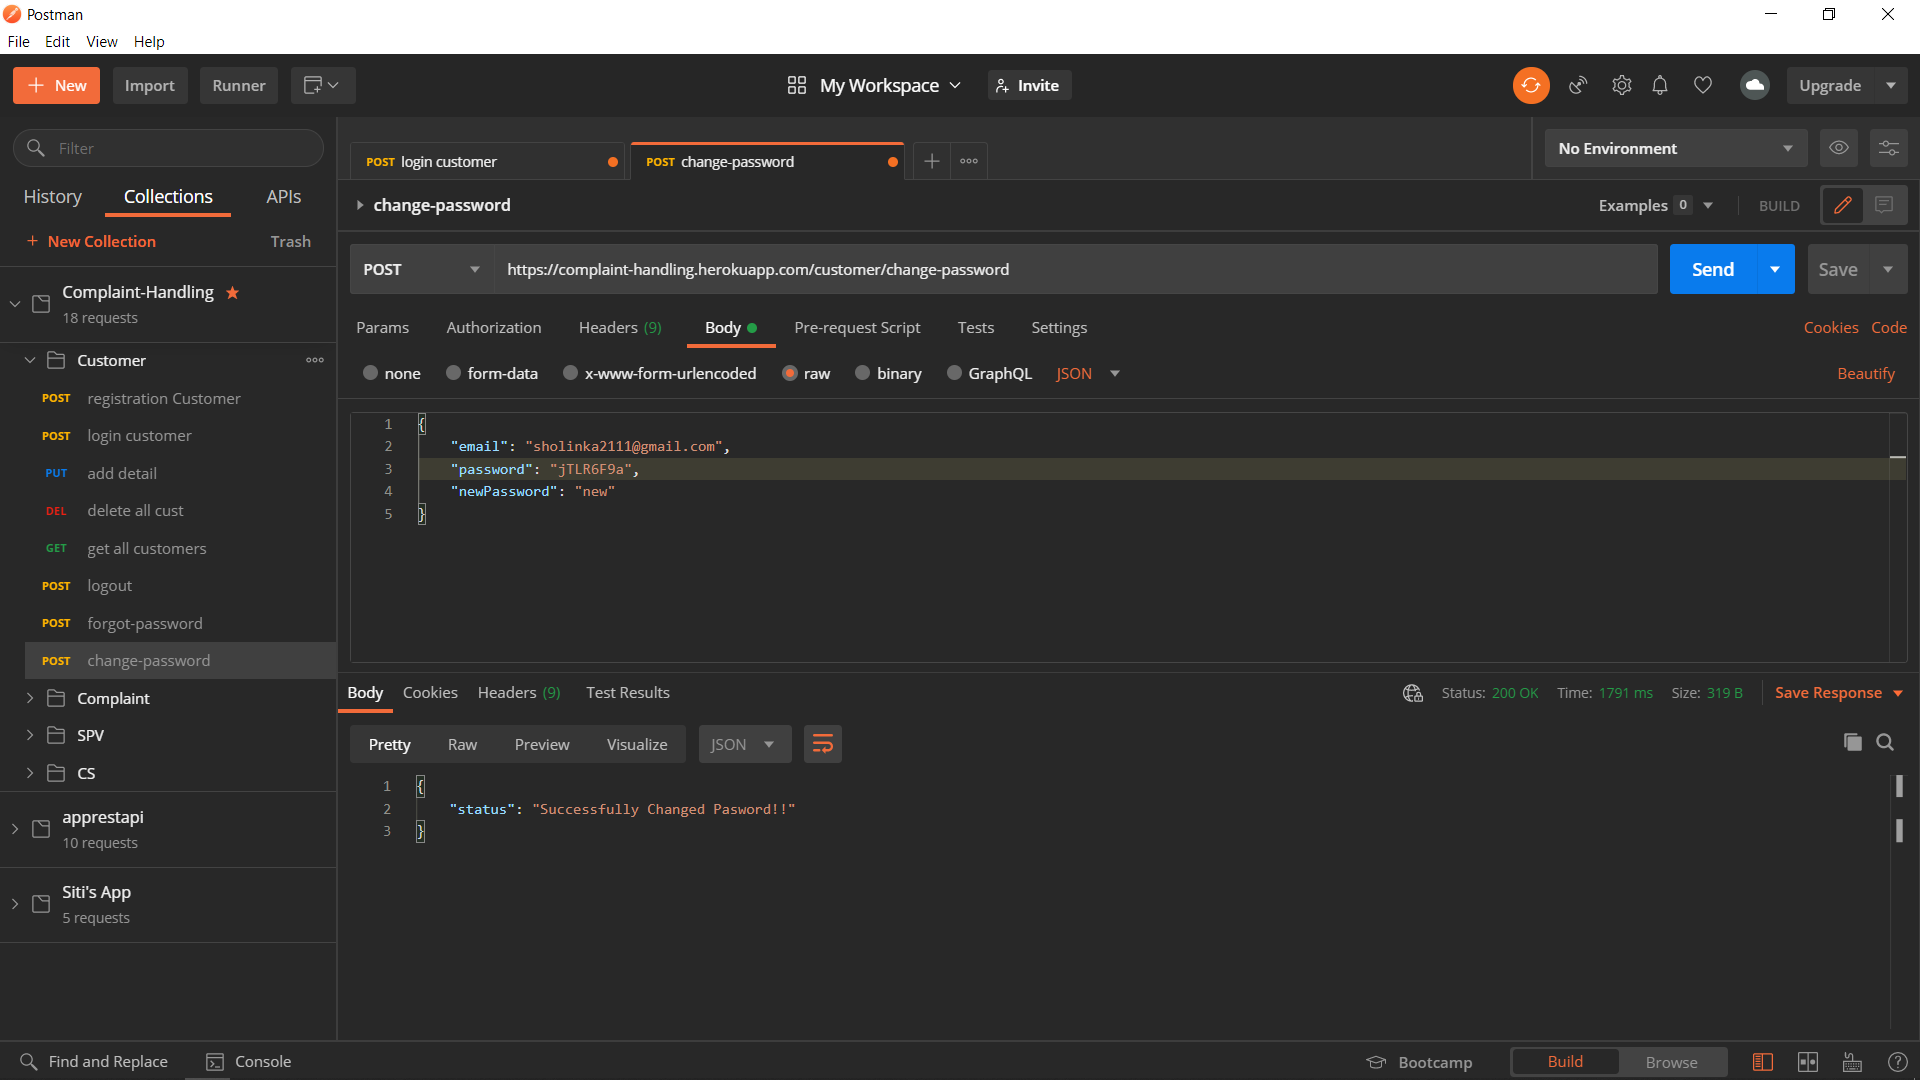 Postman
File Edit View Help
+ New Import Runner
My Workspace Invite
Upgrade
Filter
History Collections APIs
+ New Collection Trash
Complaint-Handling ★
18 requests
Customer
POST registration Customer
POST login customer
PUT add detail
DEL delete all cust
GET get all customers
POST logout
POST forgot-password
POST change-password
Complaint
SPV
CS
apprestapi
10 requests
Siti's App
5 requests
POST login customer
POST change-password
No Environment
change-password
Examples 0 BUILD
POST https://complaint-handling.herokuapp.com/customer/change-password Send Save
Params Authorization Headers (9) Body Pre-request Script Tests Settings Cookies Code
none form-data x-www-form-urlencoded raw binary GraphQL JSON Beautify
1 {
2 "email": "sholinka2111@gmail.com",
3 "password": "jTLR6F9a",
4 "newPassword": "new"
5 }
Body Cookies Headers (9) Test Results Status: 200 OK Time: 1791 ms Size: 319 B Save Response
Pretty Raw Preview Visualize JSON
1 {
2 "status": "Successfully Changed Pasword!!"
3 }
Find and Replace Console Bootcamp Build Browse